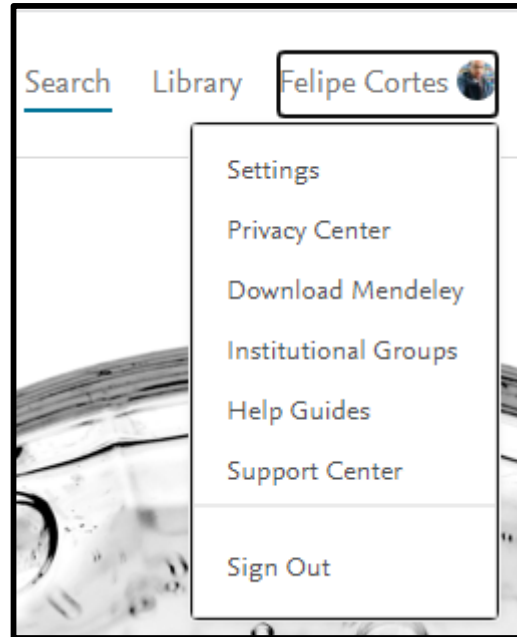 Search Library Felipe Cortes
Settings
Privacy Center
Download Mendeley
Institutional Groups
Help Guides
Support Center
Sign Out